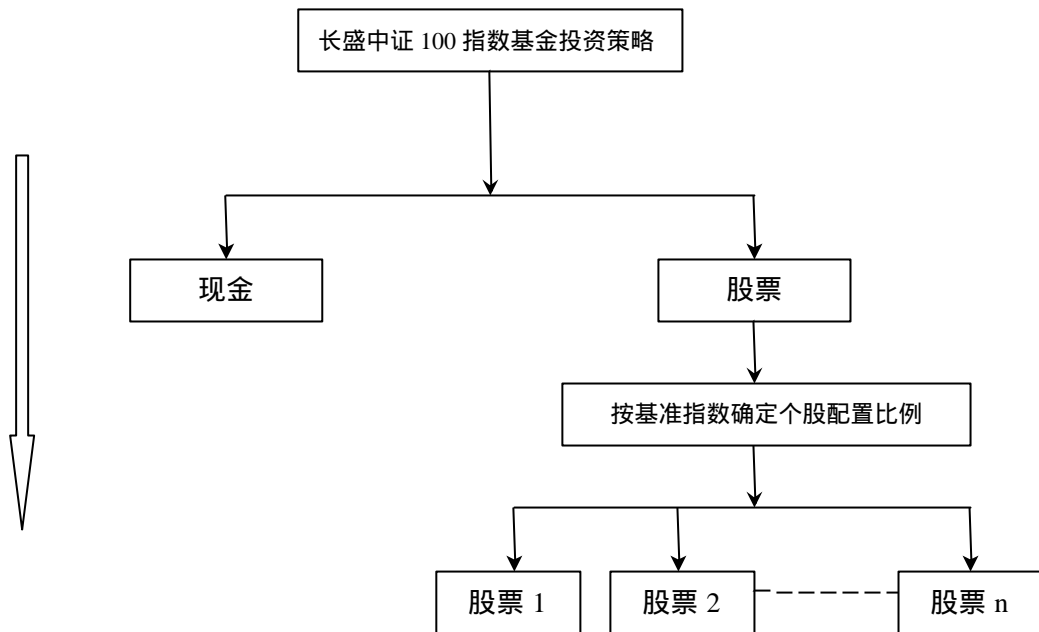 长盛中证 100 指数基金投资策略
现金
股票
按基准指数确定个股配置比例
股票 1
股票 2
股票 n